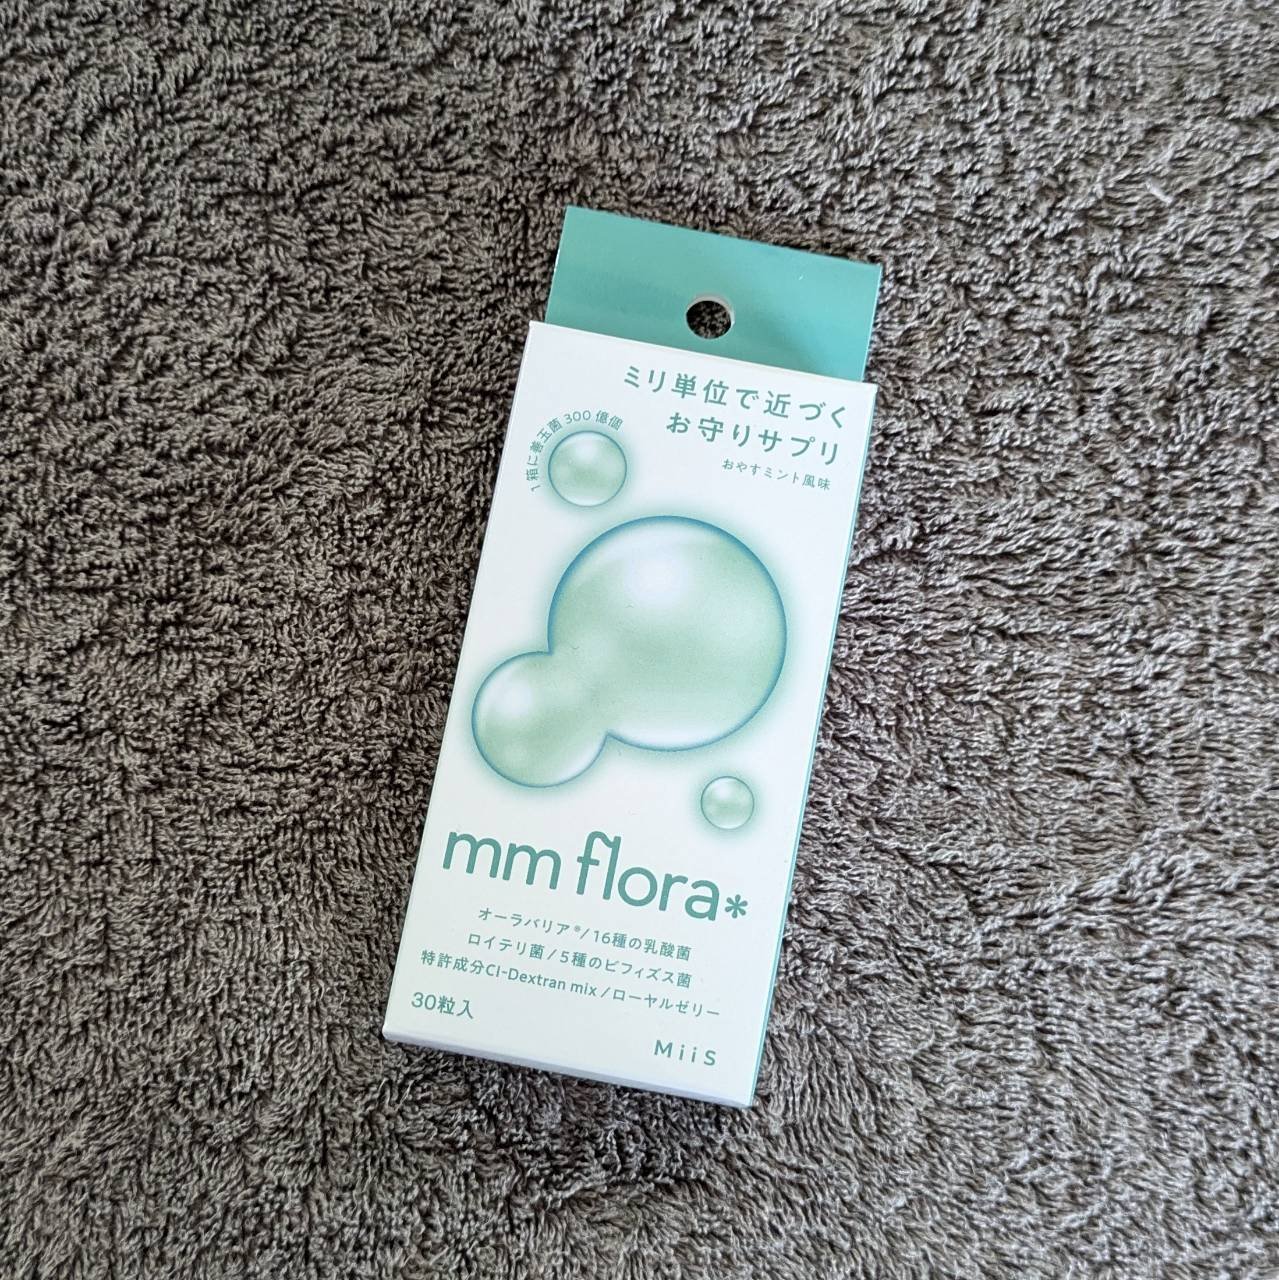 ミリ単位で近づく
お守りサプリ
おやすミント風味
1箱に善玉菌300億個
mm flora*
オーラバリア®/16種の乳酸菌
ロイテリ菌/5種のビフィズス菌
特許成分CI-Dextran mix/ローヤルゼリー
30粒入
MiiS